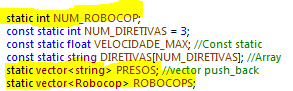 static int NUM_ROBOCOP;
const static int NUM_DIRETIVAS = 3;
const static float VELOCIDADE_MAX; //Const static
const static string DIRETIVAS[NUM_DIRETIVAS]; //Array
static vector<string> PRESOS; //vector push_back
static vector<Robocop> ROBOCOPS;